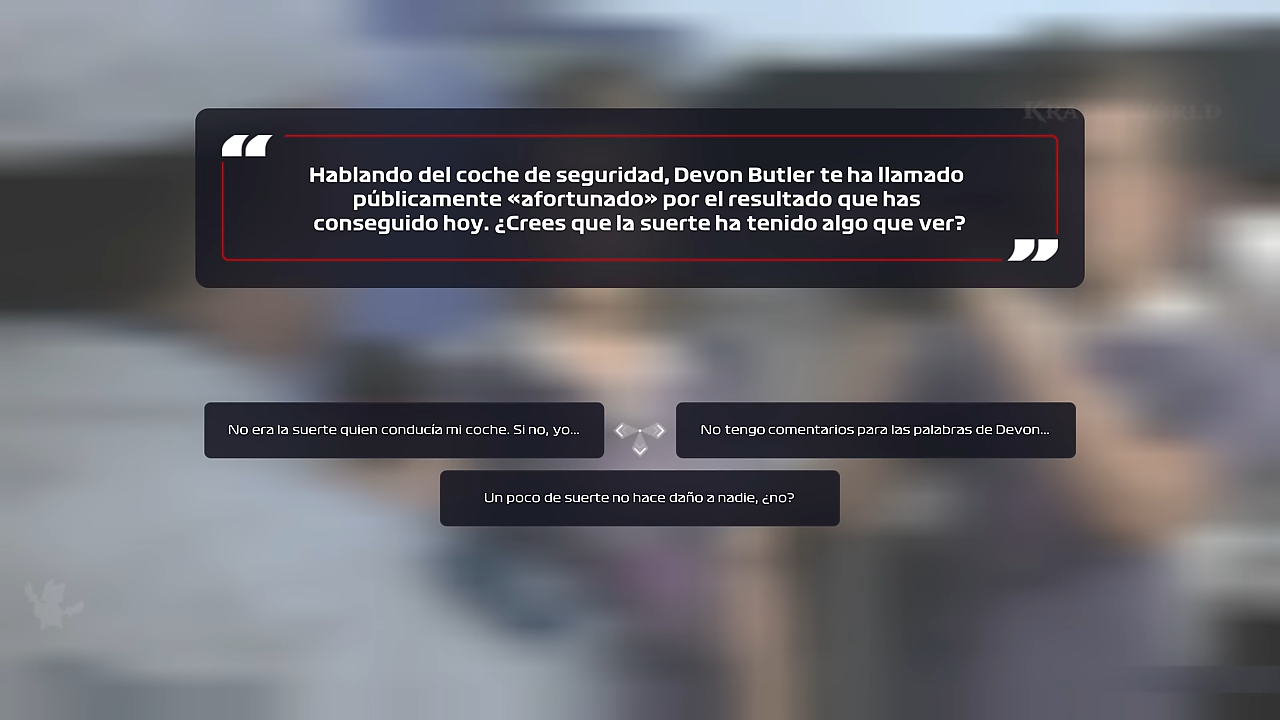 Hablando del coche de seguridad, Devon Butler te ha llamado
públicamente «afortunado» por el resultado que has
conseguido hoy. ¿Crees que la suerte ha tenido algo que ver?
No era la suerte quien conducía mi coche. Si no, yo...
No tengo comentarios para las palabras de Devon...
Un poco de suerte no hace daño a nadie, ¿no?